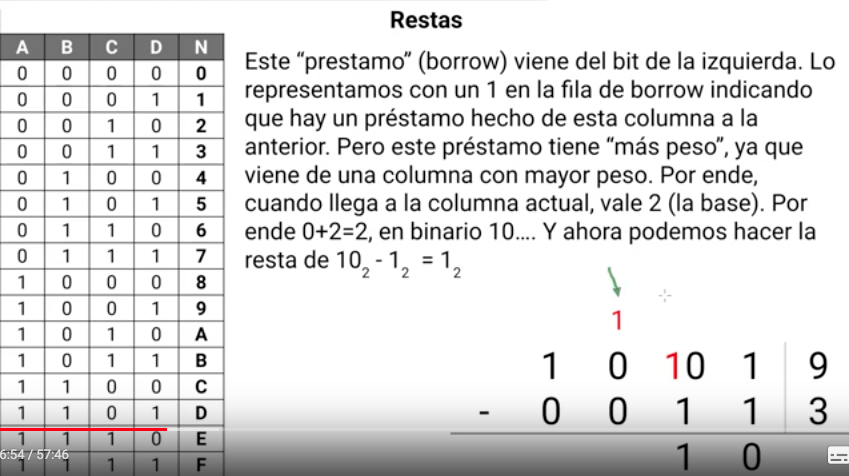 Restas
A B C D N
0 0 0 0 0
0 0 0 1 1
0 0 1 0 2
0 0 1 1 3
0 1 0 0 4
0 1 0 1 5
0 1 1 0 6
0 1 1 1 7
1 0 0 0 8
1 0 0 1 9
1 0 1 0 A
1 0 1 1 B
1 1 0 0 C
1 1 0 1 D
1 1 1 0 E
1 1 1 1 F
Este “prestamo” (borrow) viene del bit de la izquierda. Lo
representamos con un 1 en la fila de borrow indicando
que hay un préstamo hecho de esta columna a la
anterior. Pero este préstamo tiene “más peso”, ya que
viene de una columna con mayor peso. Por ende,
cuando llega a la columna actual, vale 2 (la base). Por
ende 0+2=2, en binario 10.... Y ahora podemos hacer la
resta de 10₂ - 1₂ = 1₂
1
1 0 10 1 9
- 0 0 1 1 3
1 0
6:54 / 57:46